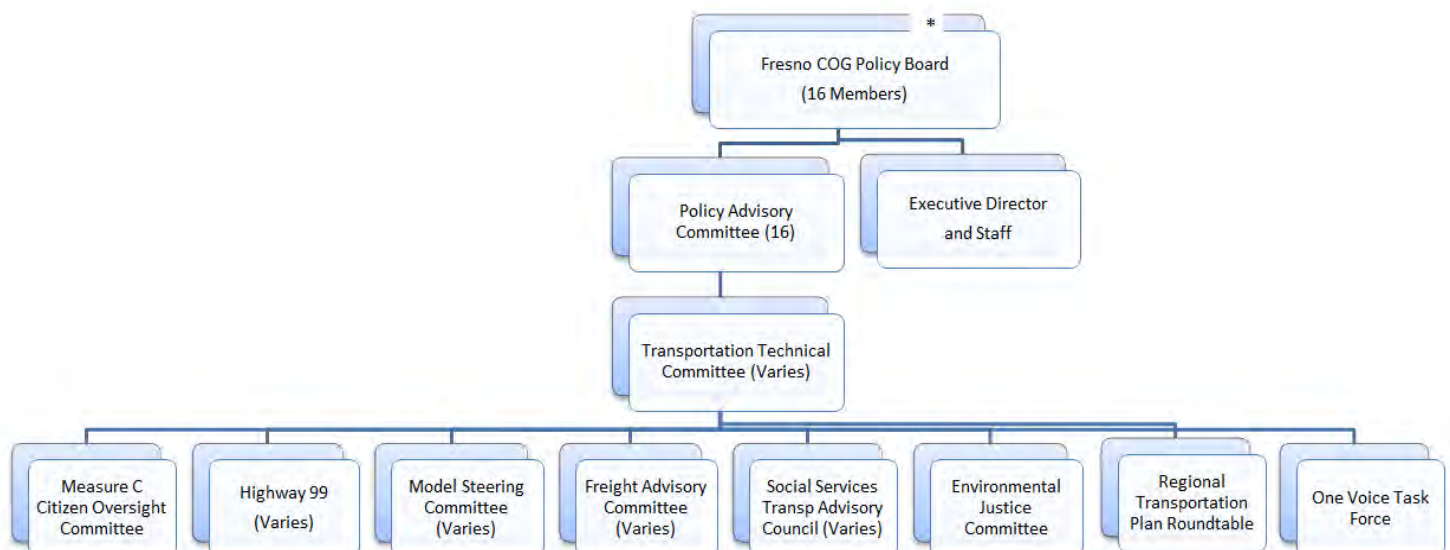 *
Fresno COG Policy Board
(16 Members)
Policy Advisory
Committee (16)
Executive Director
and Staff
Transportation Technical
Committee (Varies)
Measure C
Citizen Oversight
Committee
Highway 99
(Varies)
Model Steering
Committee
(Varies)
Freight Advisory
Committee
(Varies)
Social Services
Transp Advisory
Council (Varies)
Environmental
Justice
Committee
Regional
Transportation
Plan Roundtable
One Voice Task
Force